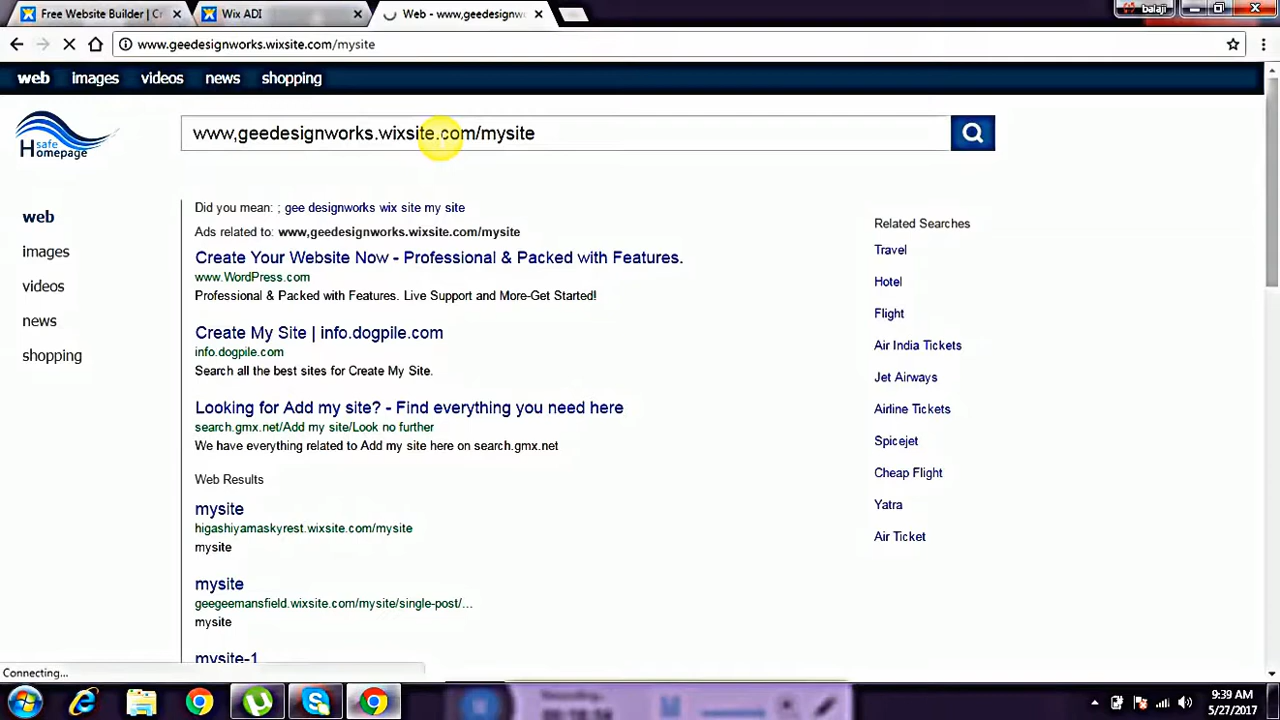 Free Website Builder | Cr
Wix ADI
Web - www,geedesignw
balaji
www.geedesignworks.wixsite.com/mysite
web images videos news shopping
safe
Homepage
www,geedesignworks.wixsite.com/mysite
web
images
videos
news
shopping
Did you mean: ; gee designworks wix site my site
Ads related to: www,geedesignworks.wixsite.com/mysite
Create Your Website Now - Professional & Packed with Features.
www.WordPress.com
Professional & Packed with Features. Live Support and More-Get Started!
Create My Site | info.dogpile.com
info.dogpile.com
Search all the best sites for Create My Site.
Looking for Add my site? - Find everything you need here
search.gmx.net/Add my site/Look no further
We have everything related to Add my site here on search.gmx.net
Web Results
mysite
higashiyamaskyrest.wixsite.com/mysite
mysite
mysite
geegeemansfield.wixsite.com/mysite/single-post/...
mysite
mysite-1
Related Searches
Travel
Hotel
Flight
Air India Tickets
Jet Airways
Airline Tickets
Spicejet
Cheap Flight
Yatra
Air Ticket
Connecting...
9:39 AM
5/27/2017